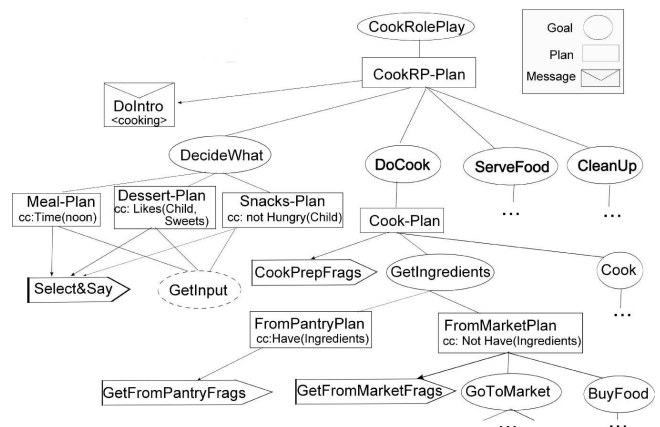 CookRolePlay
Goal
Plan
Message
CookRP-Plan
DoIntro
<cooking>
DecideWhat
DoCook
ServeFood
CleanUp
...
...
Meal-Plan
cc:Time(noon)
Dessert-Plan
cc: Likes(Child,
Sweets)
Snacks-Plan
cc: not Hungry(Child)
Cook-Plan
Select&Say
GetInput
CookPrepFrags
GetIngredients
Cook
...
FromPantryPlan
cc:Have(Ingredients)
FromMarketPlan
cc: Not Have(Ingredients)
GetFromPantryFrags
GetFromMarketFrags
GoToMarket
BuyFood
...
...